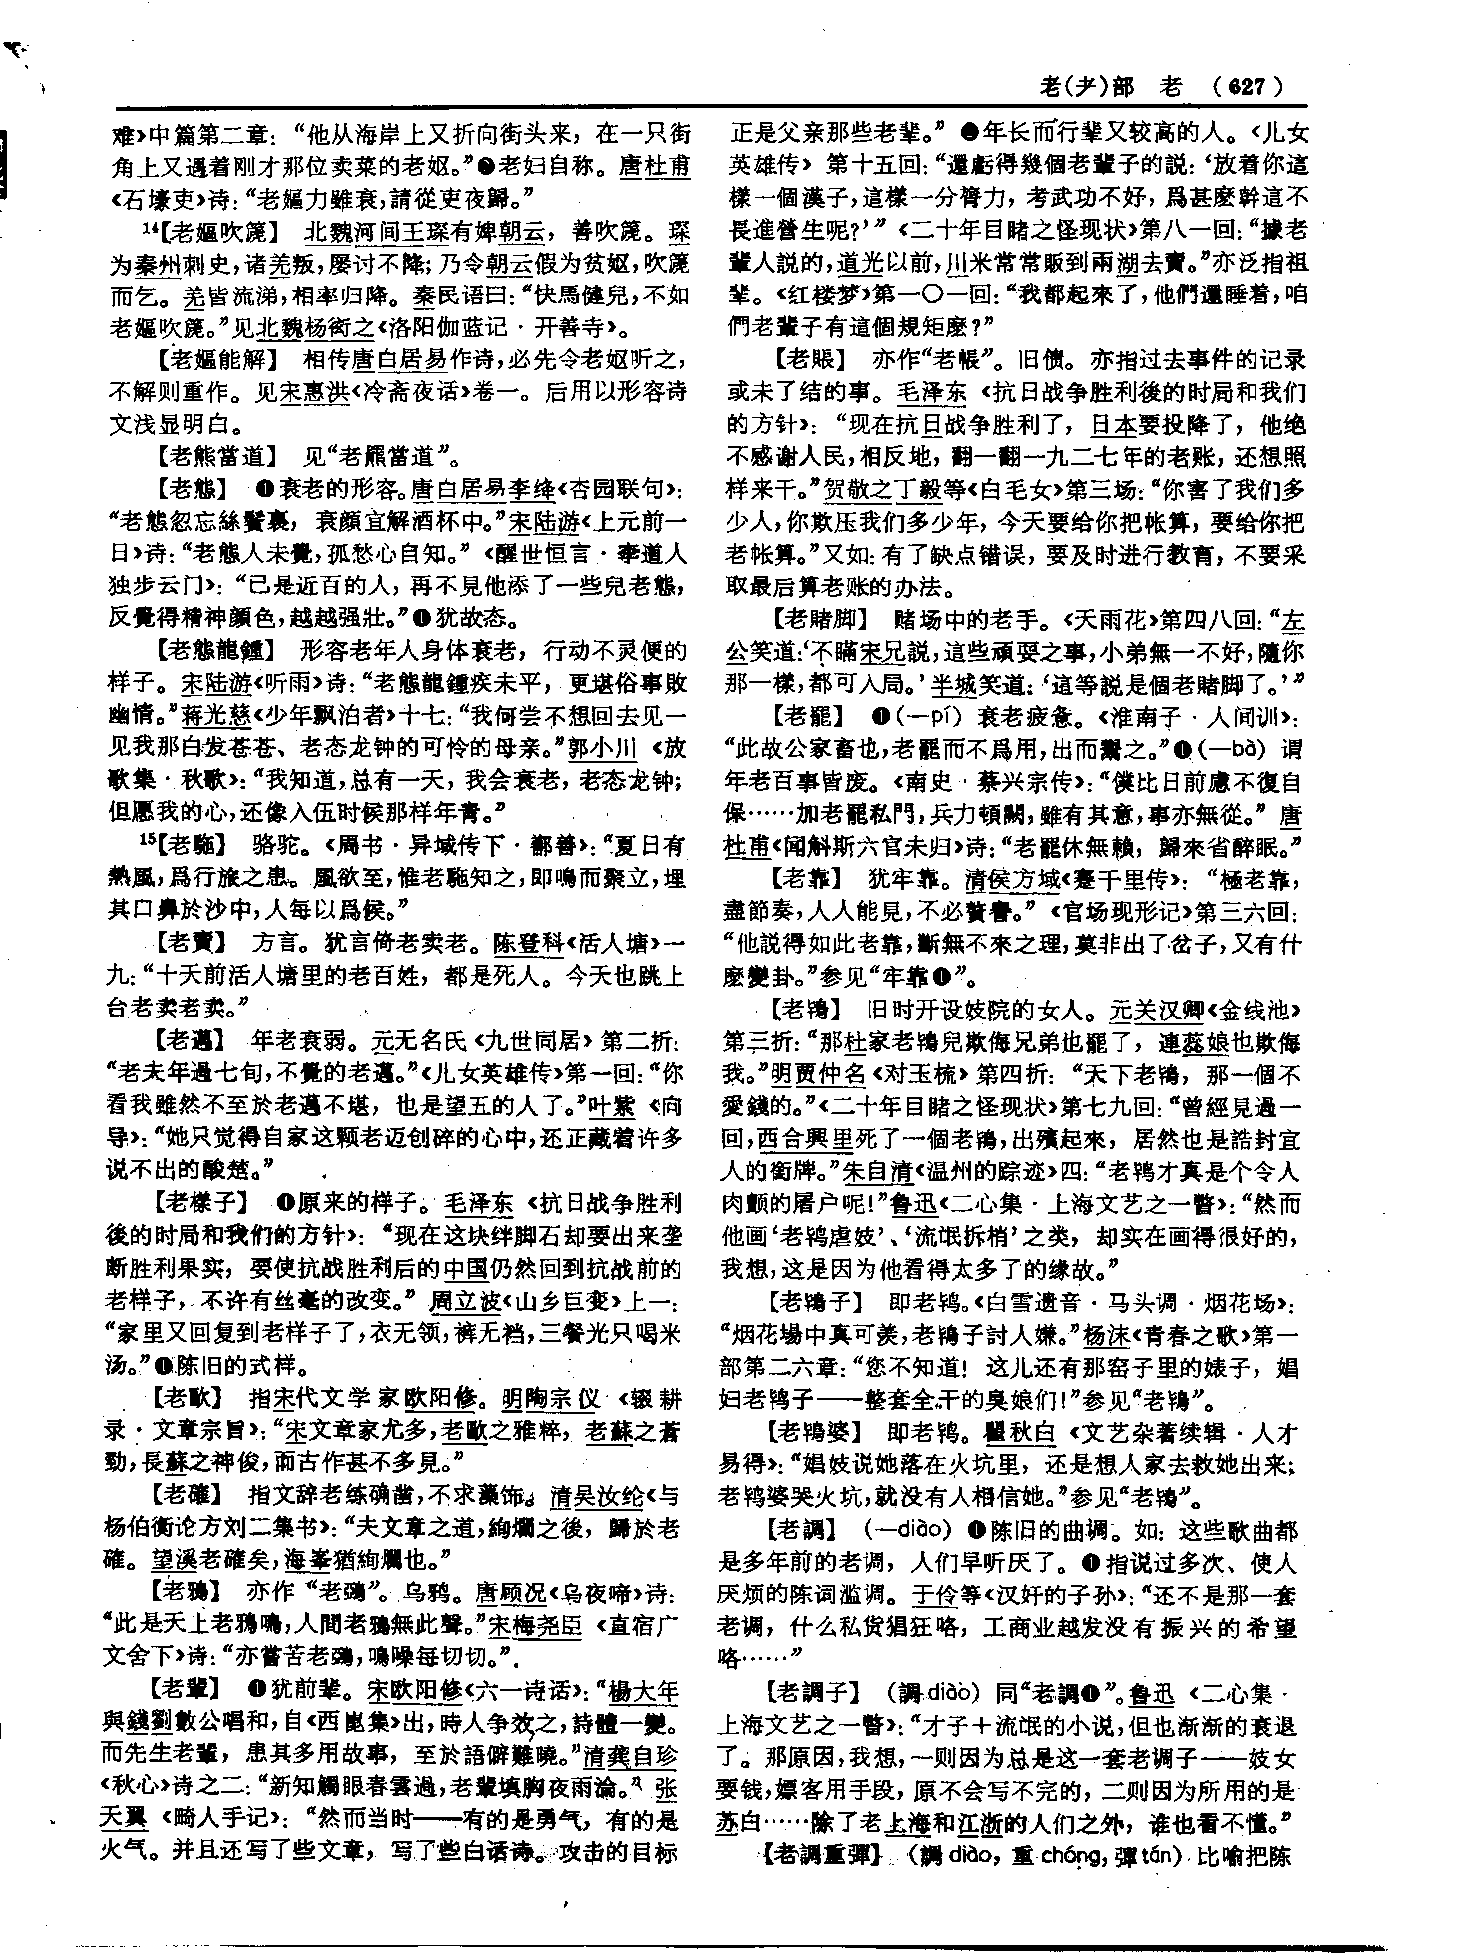 老(耂)部　老　(627)
难》中篇第二章：“他从海岸上又折向街头来，在一只街
角上又遇着刚才那位卖菜的老妪。”❷老妇自称。唐杜甫
《石壕吏》诗：“老嫗力雖衰，請從吏夜歸。”
14【老嫗吹篪】　北魏河间王琛有婢朝云，善吹篪。琛
为秦州刺史，诸羌叛，屡讨不降；乃令朝云假为贫妪，吹篪
而乞。羌皆流涕，相率归降。秦民语曰：“快馬健兒，不如
老嫗吹篪。”见北魏杨衒之《洛阳伽蓝记·开善寺》。
【老嫗能解】　相传唐白居易作诗，必先令老妪听之，
不解则重作。见宋惠洪《冷斋夜话》卷一。后用以形容诗
文浅显明白。
【老熊當道】　见“老羆當道”。
【老態】　❶衰老的形容。唐白居易李绛《杏园联句》：
“老態忽忘絲鬢裏，衰顏宜解酒杯中。”宋陆游《上元前一
日》诗：“老態人未覺，孤愁心自知。”《醒世恒言·李道人
独步云门》：“已是近百的人，再不見他添了一些兒老態，
反覺得精神顏色，越越强壯。”❷犹故态。
【老態龍鍾】　形容老年人身体衰老，行动不灵便的
样子。宋陆游《听雨》诗：“老態龍鍾疾未平，更堪俗事敗
幽情。”蒋光慈《少年飘泊者》十七：“我何尝不想回去见一
见我那白发苍苍、老态龙钟的可怜的母亲。”郭小川《放
歌集·秋歌》：“我知道，总有一天，我会衰老，老态龙钟；
但愿我的心，还像入伍时候那样年青。”
15【老駞】　骆驼。《周书·异域传下·鄯善》：“夏日有
熱風，爲行旅之患。風欲至，惟老駞知之，即鳴而聚立，埋
其口鼻於沙中，人每以爲候。”
【老賣】　方言。犹言倚老卖老。陈登科《活人塘》一
九：“十天前活人塘里的老百姓，都是死人。今天也跳上
台老卖老卖。”
【老邁】　年老衰弱。元无名氏《九世同居》第二折：
“老夫年過七旬，不覺的老邁。”《儿女英雄传》第一回：“你
看我雖然不至於老邁不堪，也是望五的人了。”叶紫《向
导》：“她只觉得自家这颗老迈创碎的心中，还正藏着许多
说不出的酸楚。”
【老樣子】　❶原来的样子。毛泽东《抗日战争胜利
後的时局和我们的方针》：“现在这块绊脚石却要出来垄
断胜利果实，要使抗战胜利后的中国仍然回到抗战前的
老样子，不许有丝毫的改变。”周立波《山乡巨变》上一：
“家里又回复到老样子了，衣无领，裤无裆，三餐光只喝米
汤。”❷陈旧的式样。
【老歐】　指宋代文学家欧阳修。明陶宗仪《辍耕
录·文章宗旨》：“宋文章家尤多，老歐之雅粹，老蘇之蒼
勁，長蘇之神俊，而古作甚不多見。”
【老確】　指文辞老练确凿，不求藻饰。清吴汝纶《与
杨伯衡论方刘二集书》：“夫文章之道，絢爛之後，歸於老
確。望溪老確矣，海峯猶絢爛也。”
【老鴉】　亦作“老鵶”。乌鸦。唐顾况《乌夜啼》诗：
“此是天上老鴉鳴，人間老鴉無此聲。”宋梅尧臣《直宿广
文舍下》诗：“亦嘗苦老鵶，鳴噪每切切。”
【老輩】　❶犹前辈。宋欧阳修《六一诗话》：“楊大年
與錢劉數公唱和，自《西崑集》出，時人争效之，詩體一變。
而先生老輩，患其多用故事，至於語僻難曉。”清龚自珍
《秋心》诗之二：“新知觸眼春雲過，老輩填胸夜雨淪。”张
天翼《畸人手记》：“然而当时——有的是勇气，有的是
火气。并且还写了些文章，写了些白话诗。攻击的目标
正是父亲那些老辈。”❷年长而行辈又较高的人。《儿女
英雄传》第十五回：“還虧得幾個老輩子的説：‘放着你這
樣一個漢子，這樣一分膂力，考武功不好，爲甚麽幹這不
長進營生呢？’”《二十年目睹之怪现状》第八一回：“據老
輩人説的，道光以前，川米常常販到兩湖去賣。”亦泛指祖
辈。《红楼梦》第一〇一回：“我都起來了，他們還睡着，咱
們老輩子有這個規矩麽？”
【老賬】　亦作“老帳”。旧债。亦指过去事件的记录
或未了结的事。毛泽东《抗日战争胜利後的时局和我们
的方针》：“现在抗日战争胜利了，日本要投降了，他绝
不感谢人民，相反地，翻一翻一九二七年的老账，还想照
样来干。”贺敬之丁毅等《白毛女》第三场：“你害了我们多
少人，你欺压我们多少年，今天要给你把帐算，要给你把
老帐算。”又如：有了缺点错误，要及时进行教育，不要采
取最后算老账的办法。
【老賭脚】　赌场中的老手。《天雨花》第四八回：“左
公笑道：‘不瞞宋兄説，這些頑耍之事，小弟無一不好，隨你
那一樣，都可入局。’半城笑道：‘這等説是個老賭脚了。’”
【老罷】　❶(—pí)　衰老疲惫。《淮南子·人间训》：
“此故公家畜也，老罷而不爲用，出而鬻之。”❷(—bà)　谓
年老百事皆废。《南史·蔡兴宗传》：“僕比日前慮不復自
保……加老罷私門，兵力頓闕，雖有其意，事亦無從。”唐
杜甫《闻斛斯六官未归》诗：“老罷休無賴，歸來省醉眠。”
【老靠】　犹牢靠。清侯方域《蹇千里传》：“極老靠，
盡節奏，人人能見，不必贅書。”《官场现形记》第三六回：
“他説得如此老靠，斷無不來之理，莫非出了岔子，又有什
麽變卦。”参见“牢靠❶”。
【老鴇】　旧时开设妓院的女人。元关汉卿《金线池》
第三折：“那杜家老鴇兒欺侮兄弟也罷了，連蕊娘也欺侮
我。”明贾仲名《对玉梳》第四折：“天下老鴇，那一個不
愛錢的。”《二十年目睹之怪现状》第七九回：“曾經見過一
回，西合興里死了一個老鴇，出殯起來，居然也是誥封宜
人的銜牌。”朱自清《温州的踪迹》四：“老鸨才真是个令人
肉颤的屠户呢！”鲁迅《二心集·上海文艺之一瞥》：“然而
他画‘老鸨虐妓’、‘流氓拆梢’之类，却实在画得很好的，
我想，这是因为他看得太多了的缘故。”
【老鴇子】　即老鸨。《白雪遗音·马头调·烟花场》：
“烟花場中真可羨，老鴇子討人嫌。”杨沫《青春之歌》第一
部第二六章：“您不知道！这儿还有那窑子里的婊子，娼
妇老鸨子——整套全干的臭娘们！”参见“老鴇”。
【老鴇婆】　即老鸨。瞿秋白《文艺杂著续辑·人才
易得》：“娼妓说她落在火坑里，还是想人家去救她出来；
老鸨婆哭火坑，就没有人相信她。”参见“老鴇”。
【老調】　(—diào)　❶陈旧的曲调。如：这些歌曲都
是多年前的老调，人们早听厌了。❷指说过多次、使人
厌烦的陈词滥调。于伶等《汉奸的子孙》：“还不是那一套
老调，什么私货猖狂咯，工商业越发没有振兴的希望
咯……”
【老調子】　(調 diào)　同“老調❶”。鲁迅《二心集·
上海文艺之一瞥》：“才子＋流氓的小说，但也渐渐的衰退
了。那原因，我想，一则因为总是这一套老调子——妓女
要钱，嫖客用手段，原不会写不完的，二则因为所用的是
苏白……除了老上海和江浙的人们之外，谁也看不懂。”
【老調重彈】　(調 diào，重 chóng，彈 tán)　比喻把陈